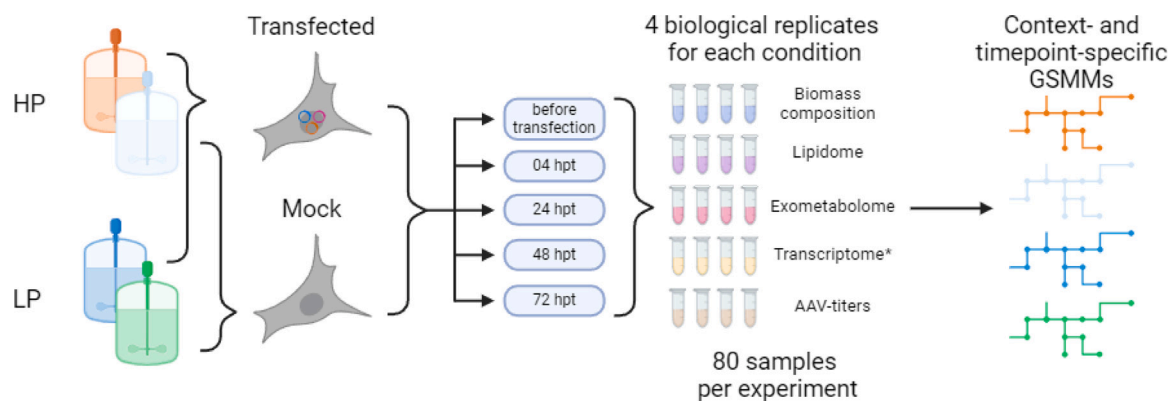 HP
LP
Transfected
Mock
before
transfection
04 hpt
24 hpt
48 hpt
72 hpt
4 biological replicates
for each condition
Biomass
composition
Lipidome
Exometabolome
Transcriptome*
AAV-titers
80 samples
per experiment
Context- and
timepoint-specific
GSMMs